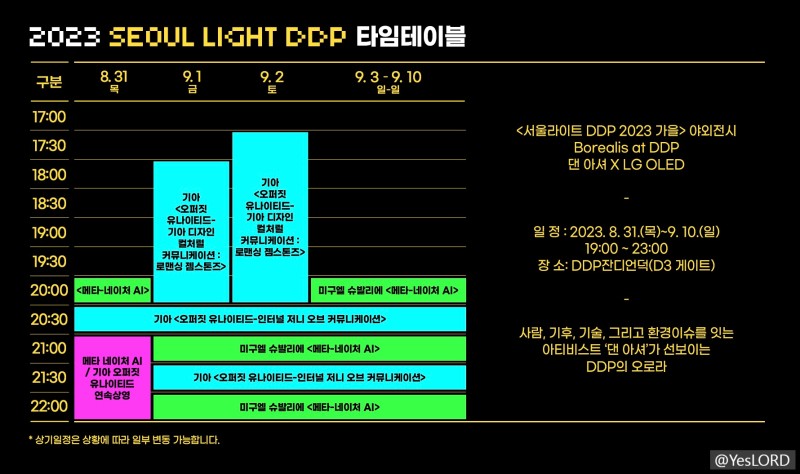 2023 SEOUL LIGHT DDP 타임테이블
구분
8. 31
목
9. 1
금
9. 2
토
9. 3 - 9. 10
일-일
17:00
17:30
18:00
18:30
19:00
19:30
20:00
20:30
21:00
21:30
22:00
기아
<오퍼짓
유나이티드-
기아 디자인
컬처럴
커뮤니케이션 :
로맨싱 젬스톤즈>
기아
<오퍼짓
유나이티드-
기아 디자인
컬처럴
커뮤니케이션 :
로맨싱 젬스톤즈>
<메타-네이처 AI>
미구엘 슈발리에 <메타-네이처 AI>
기아 <오퍼짓 유나이티드-인터널 저니 오브 커뮤니케이션>
메타 네이처 AI
/ 기아 오퍼짓
유나이티드
연속상영
미구엘 슈발리에 <메타-네이처 AI>
기아 <오퍼짓 유나이티드-인터널 저니 오브 커뮤니케이션>
미구엘 슈발리에 <메타-네이처 AI>
* 상기일정은 상황에 따라 일부 변동 가능합니다.
<서울라이트 DDP 2023 가을> 야외전시
Borealis at DDP
댄 아셔 X LG OLED
-
일 정 : 2023. 8. 31.(목)~9. 10.(일)
19:00 ~ 23:00
장 소: DDP잔디언덕(D3 게이트)
-
사람, 기후, 기술, 그리고 환경이슈를 잇는
아티비스트 ‘댄 아셔’가 선보이는
DDP의 오로라
@YesLORD